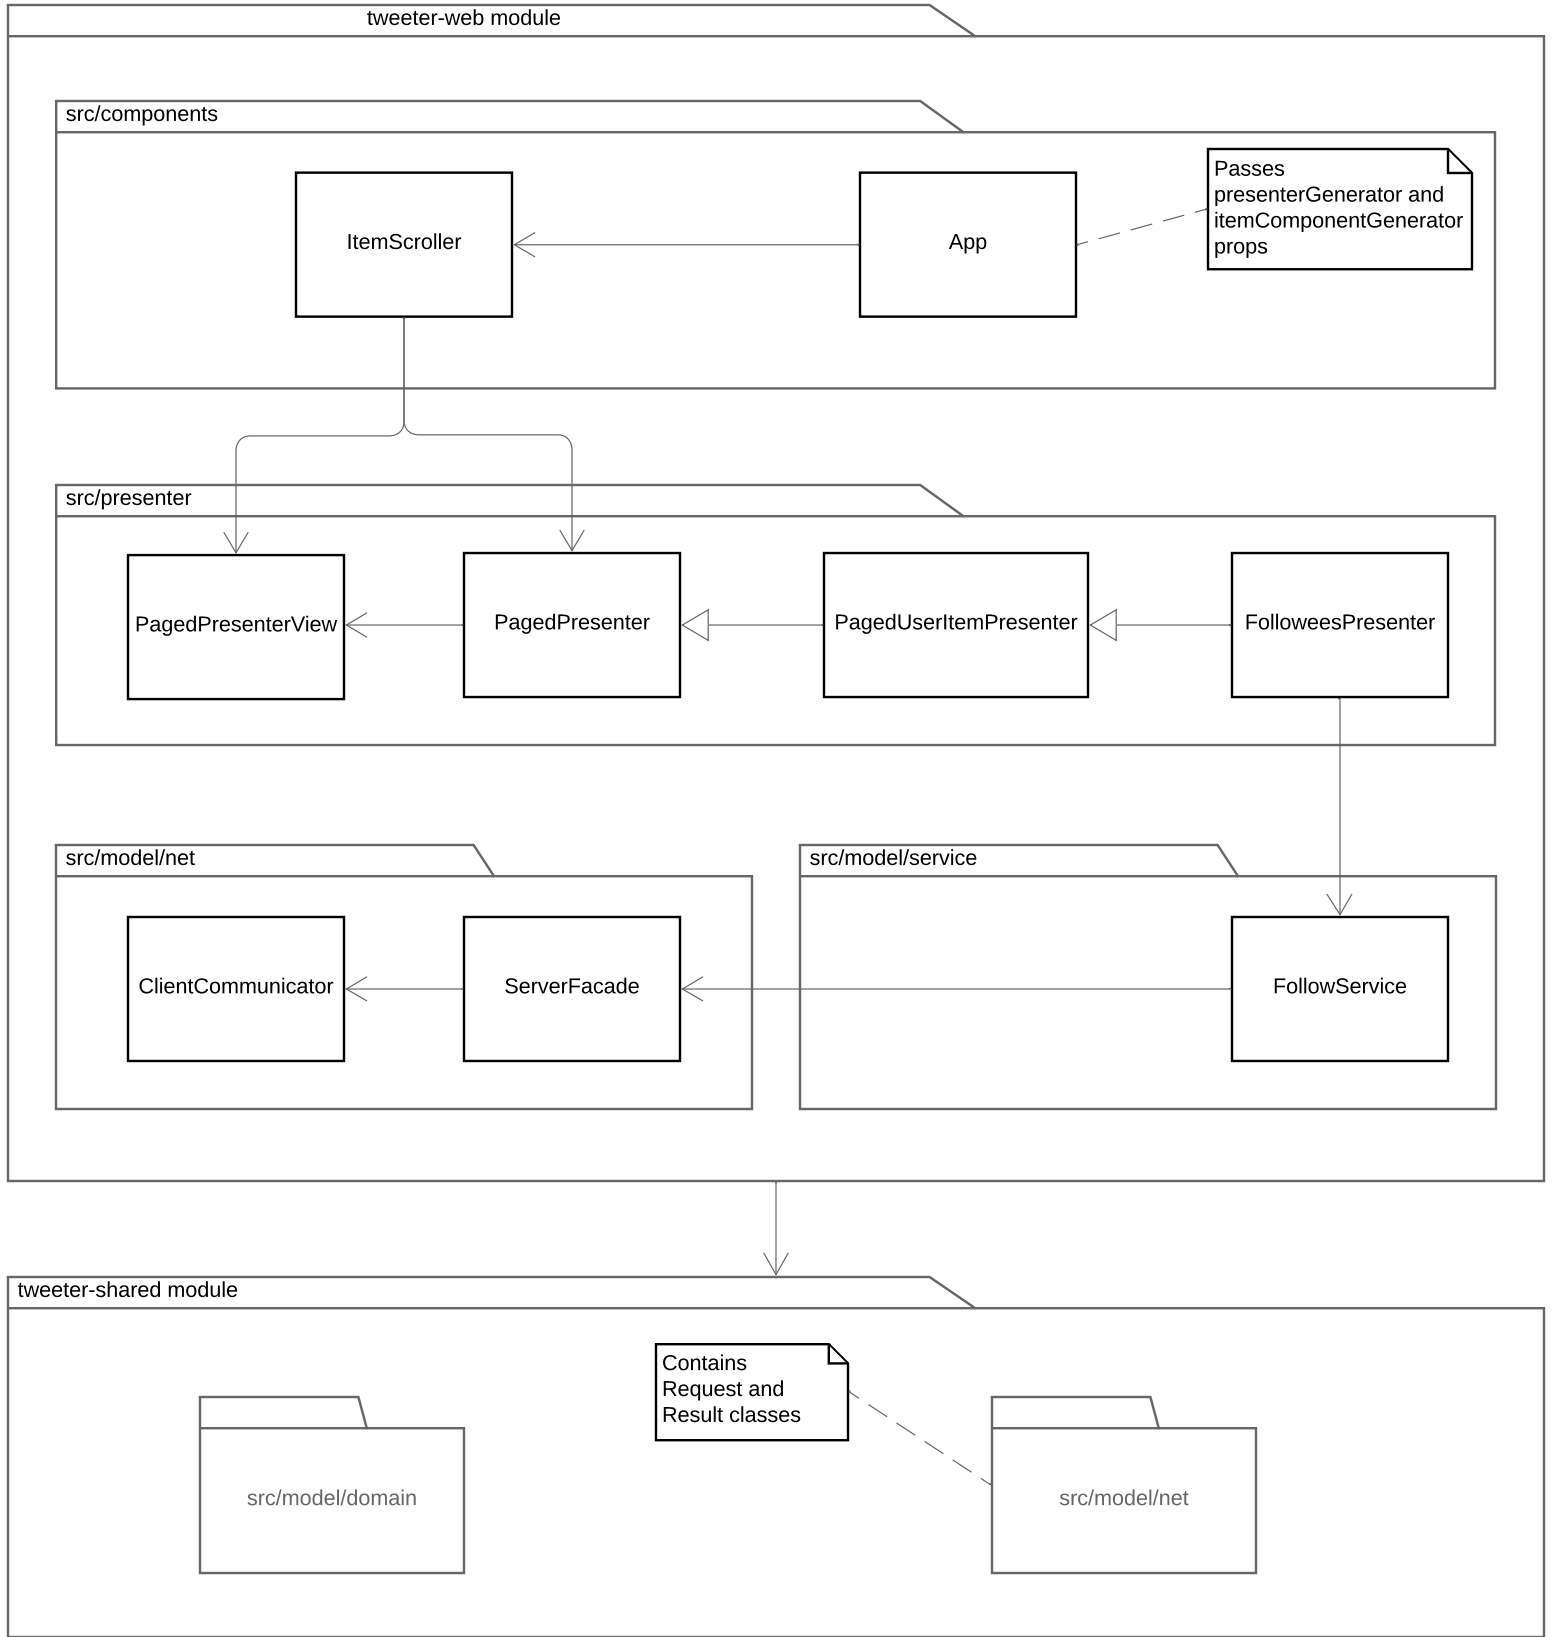 tweeter-web module
src/components
ItemScroller
App
Passes
presenterGenerator and
itemComponentGenerator
props
src/presenter
PagedPresenterView
PagedPresenter
PagedUserItemPresenter
FolloweesPresenter
src/model/net
src/model/service
ClientCommunicator
ServerFacade
FollowService
tweeter-shared module
Contains
Request and
Result classes
src/model/domain
src/model/net